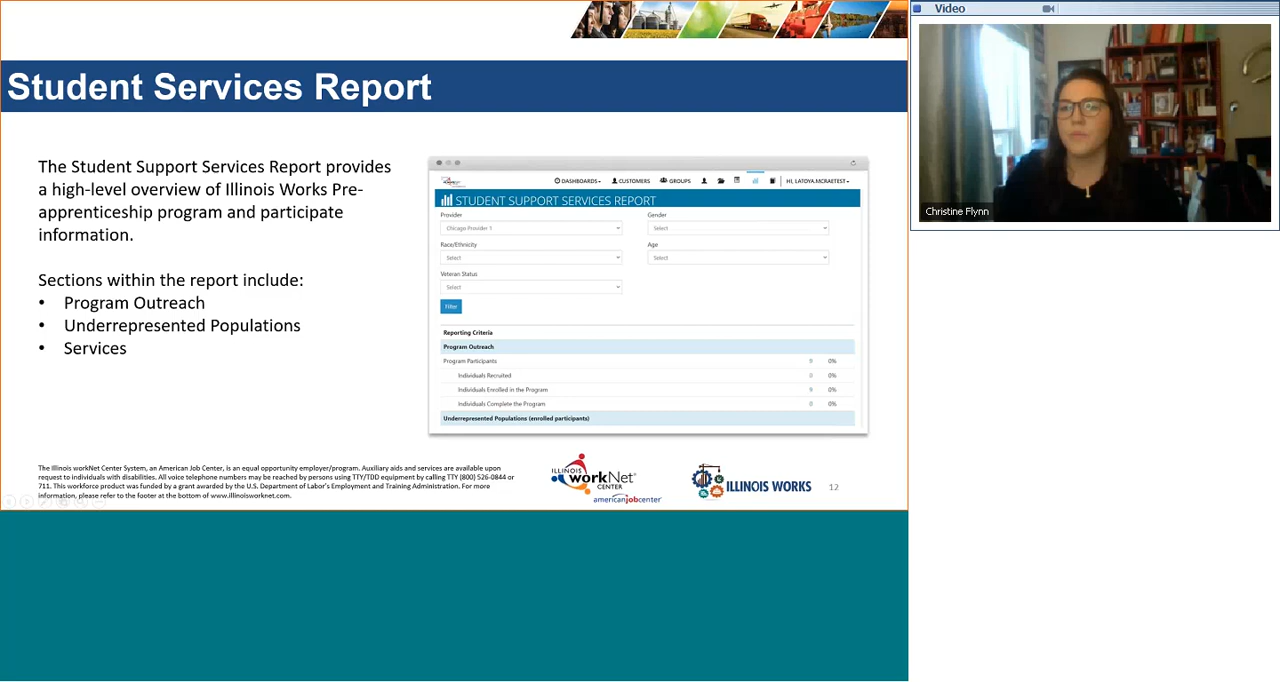 Video
Student Services Report
The Student Support Services Report provides
a high-level overview of Illinois Works Pre-
apprenticeship program and participate
information.
Sections within the report include:
• Program Outreach
• Underrepresented Populations
• Services
DASHBOARDS CUSTOMERS GROUPS HI, LATOYA.MCRAETEST
STUDENT SUPPORT SERVICES REPORT
Provider Gender
Chicago Provider 1 Select
Race/Ethnicity Age
Select Select
Veteran Status
Select
Filter
Reporting Criteria
Program Outreach
Program Participants 0%
Individuals Recruited 0 0%
Individuals Enrolled in the Program 0%
Individuals Complete the Program 0 0%
Underrepresented Populations (enrolled participants)
The Illinois workNet Center System, an American Job Center, is an equal opportunity employer/program. Auxiliary aids and services are available upon
request to individuals with disabilities. All voice telephone numbers may be reached by persons using TTY/TDD equipment by calling TTY (800) 526-0844 or
711. This workforce product was funded by a grant awarded by the U.S. Department of Labor's Employment and Training Administration. For more
information, please refer to the footer at the bottom of www.illinoisworknet.com.
ILLINOIS
workNet
CENTER
americanjobcenter
ILLINOIS WORKS
12
Christine Flynn